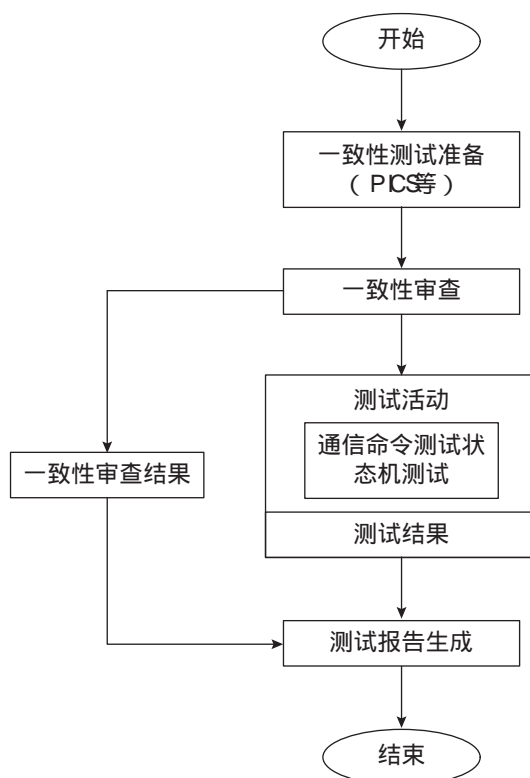 开始
一致性测试准备
（PICS等）
一致性审查
测试活动
通信命令测试状
态机测试
一致性审查结果
测试结果
测试报告生成
结束